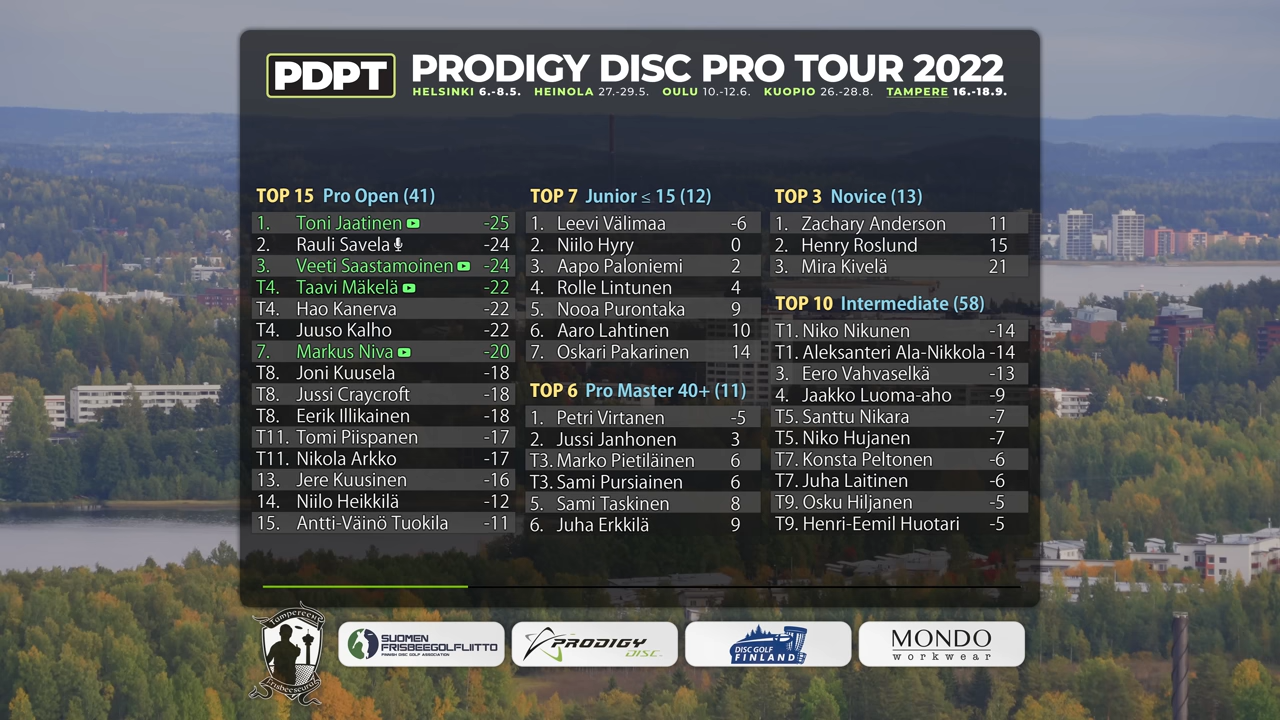 PDPT PRODIGY DISC PRO TOUR 2022
HELSINKI 6.-8.5. HEINOLA 27.-29.5. OULU 10.-12.6. KUOPIO 26.-28.8. TAMPERE 16.-18.9.
TOP 15 Pro Open (41)
1. Toni Jaatinen -25
2. Rauli Savela -24
3. Veeti Saastamoinen -24
T4. Taavi Mäkelä -22
T4. Hao Kanerva -22
T4. Juuso Kalho -22
7. Markus Niva -20
T8. Joni Kuusela -18
T8. Jussi Craycroft -18
T8. Eerik Illikainen -18
T11. Tomi Piispanen -17
T11. Nikola Arkko -17
13. Jere Kuusinen -16
14. Niilo Heikkilä -12
15. Antti-Väinö Tuokila -11
TOP 7 Junior ≤ 15 (12)
1. Leevi Välimaa -6
2. Niilo Hyry 0
3. Aapo Paloniemi 2
4. Rolle Lintunen 4
5. Nooa Purontaka 9
6. Aaro Lahtinen 10
7. Oskari Pakarinen 14
TOP 6 Pro Master 40+ (11)
1. Petri Virtanen -5
2. Jussi Janhonen 3
T3. Marko Pietiläinen 6
T3. Sami Pursiainen 6
5. Sami Taskinen 8
6. Juha Erkkilä 9
TOP 3 Novice (13)
1. Zachary Anderson 11
2. Henry Roslund 15
3. Mira Kivelä 21
TOP 10 Intermediate (58)
T1. Niko Nikunen -14
T1. Aleksanteri Ala-Nikkola -14
3. Eero Vahvaselkä -13
4. Jaakko Luoma-aho -9
T5. Santtu Nikara -7
T5. Niko Hujanen -7
T7. Konsta Peltonen -6
T7. Juha Laitinen -6
T9. Osku Hiljanen -5
T9. Henri-Eemil Huotari -5
SUOMEN
FRISBEEGOLFLIITTO
FINNISH DISC GOLF ASSOCIATION
PRODIGY
DISC
DISC GOLF
FINLAND
MONDO
workwear